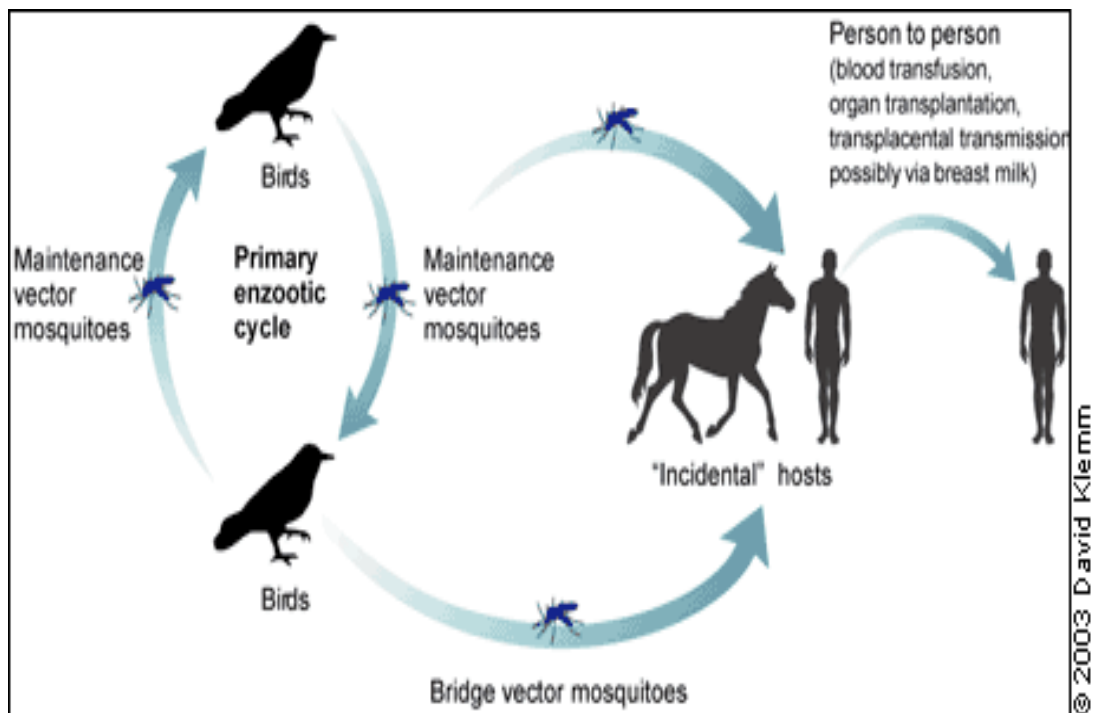 Person to person
(blood transfusion,
organ transplantation,
transplacental transmission
possibly via breast milk)
Birds
Maintenance
vector
mosquitoes
Primary
enzootic
cycle
Maintenance
vector
mosquitoes
"Incidental" hosts
Birds
Bridge vector mosquitoes
© 2003 David Klemm